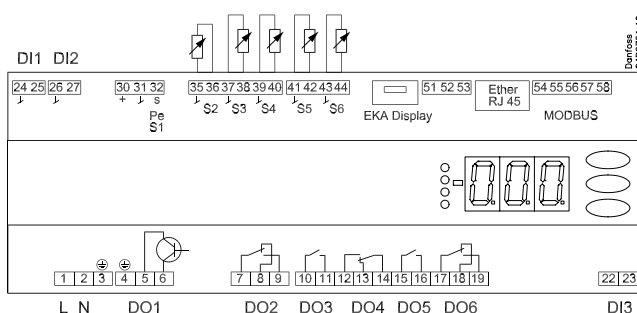 Danfoss
DI1 DI2
24 25 26 27 30 31 32 35 36 37 38 39 40 41 42 43 44 51 52 53 Ether RJ 45 54 55 56 57 58
+ s S2 S3 S4 S5 S6 EKA Display MODBUS
Pe
S1
0.0.0.
1 2 3 4 5 6 7 8 9 10 11 12 13 14 15 16 17 18 19 22 23
L N DO1 DO2 DO3 DO4 DO5 DO6 DI3